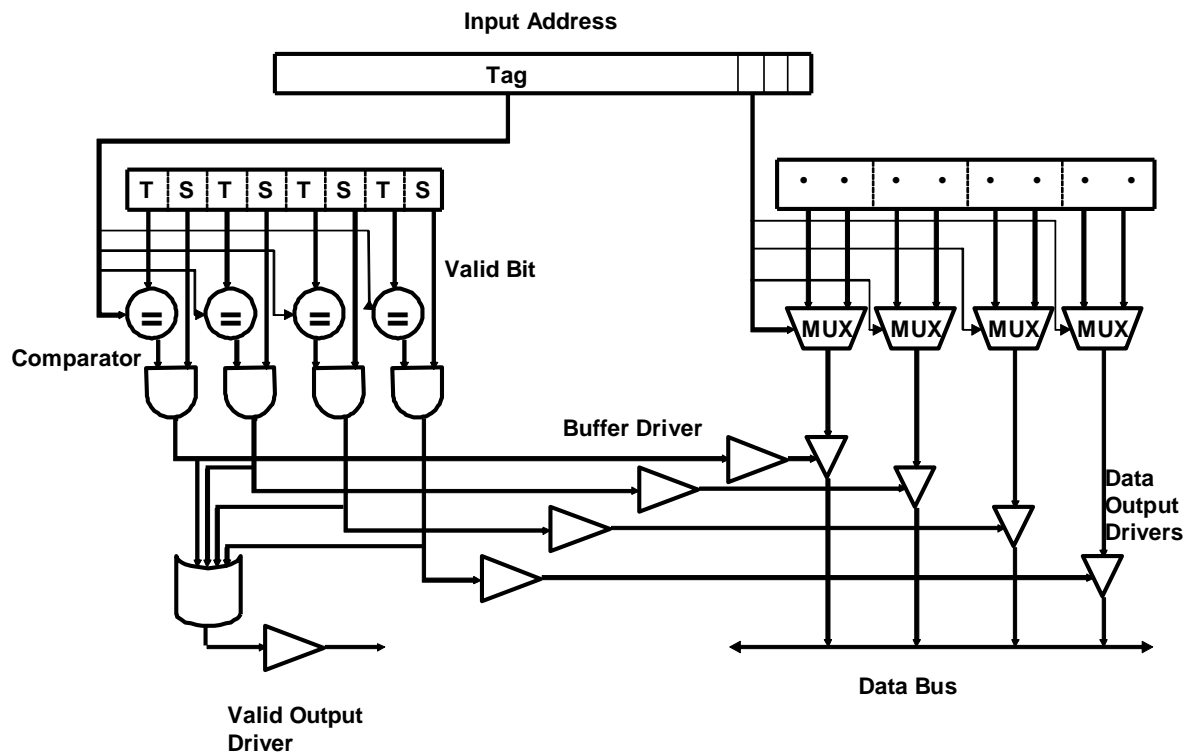 Input Address
Tag
T S T S T S T S
Valid Bit
= = = =
MUX MUX MUX MUX
Comparator
Buffer Driver
Data
Output
Drivers
Data Bus
Valid Output
Driver